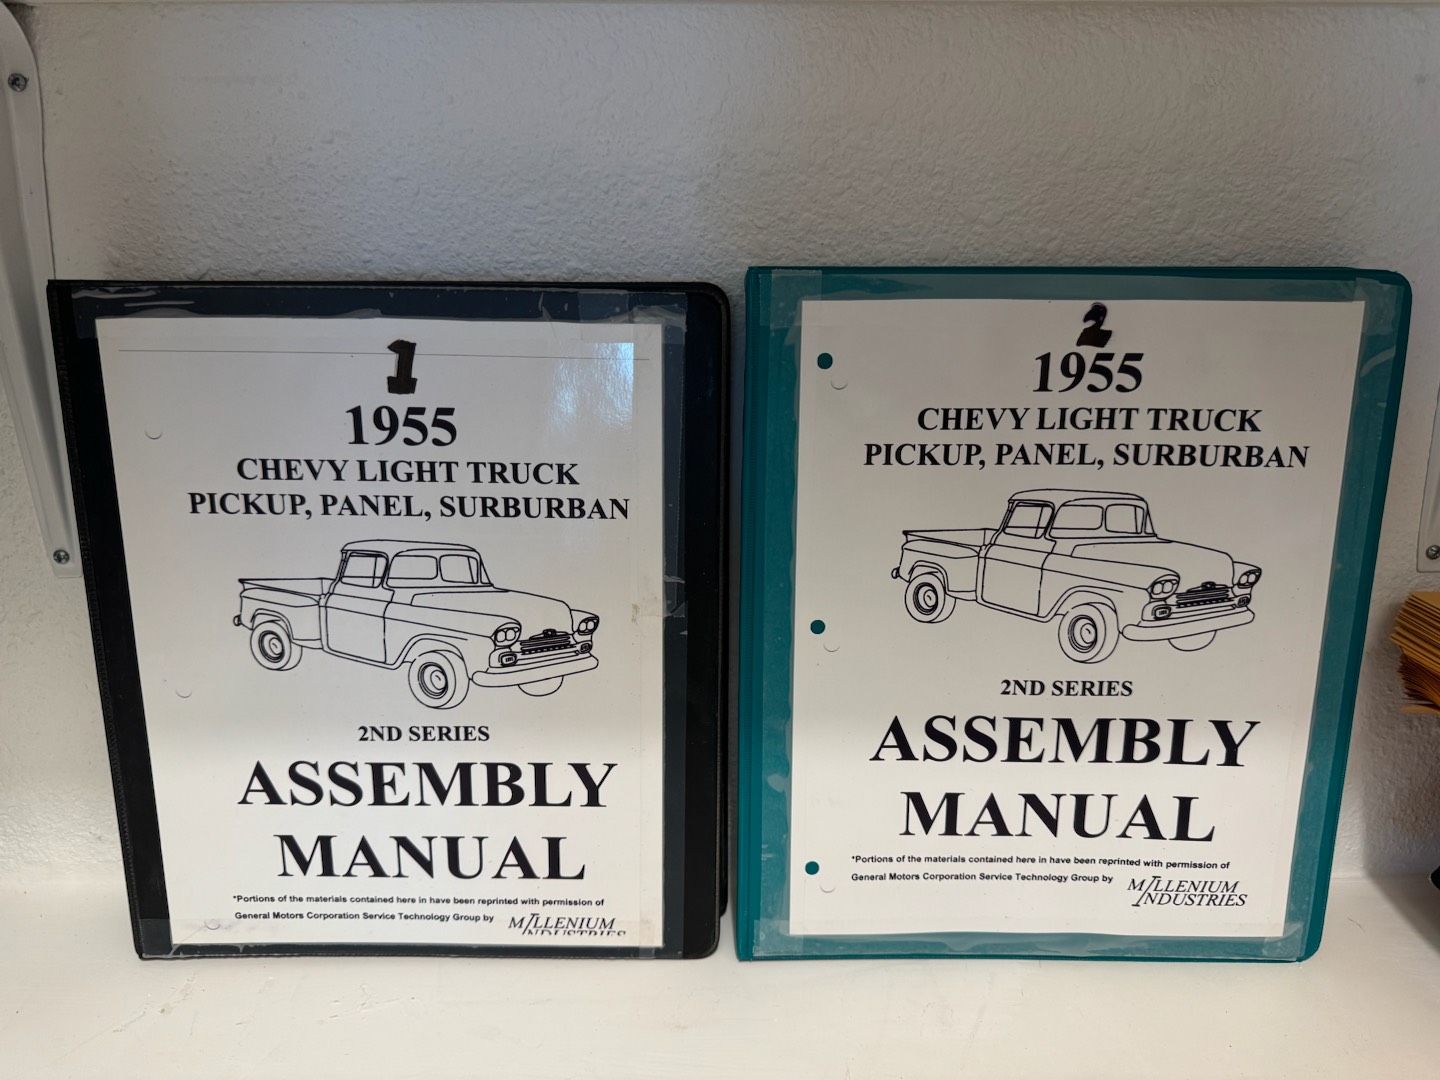 1
1955
CHEVY LIGHT TRUCK
PICKUP, PANEL, SURBURBAN
2ND SERIES
ASSEMBLY
MANUAL
*Portions of the materials contained here in have been reprinted with permission of
General Motors Corporation Service Technology Group by
MILLENIUM
INDUSTRIES
2
1955
CHEVY LIGHT TRUCK
PICKUP, PANEL, SURBURBAN
2ND SERIES
ASSEMBLY
MANUAL
*Portions of the materials contained here in have been reprinted with permission of
General Motors Corporation Service Technology Group by
MILLENIUM
INDUSTRIES